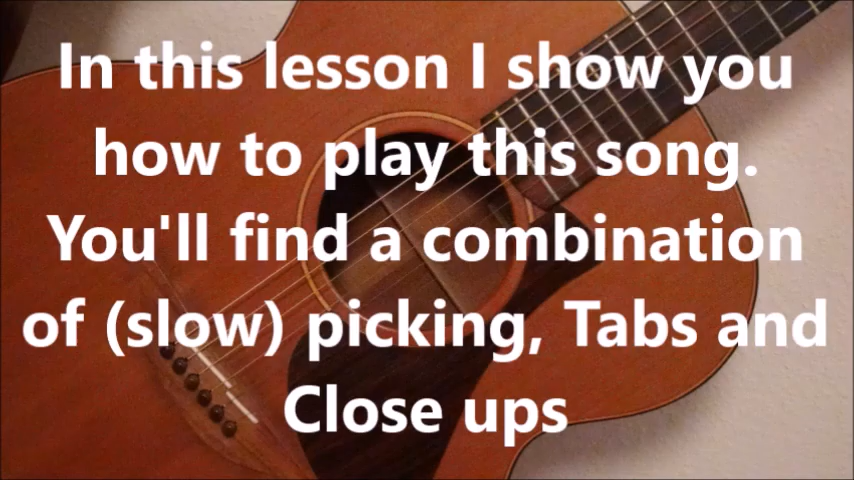 In this lesson I show you
how to play this song.
You'll find a combination
of (slow) picking, Tabs and
Close ups